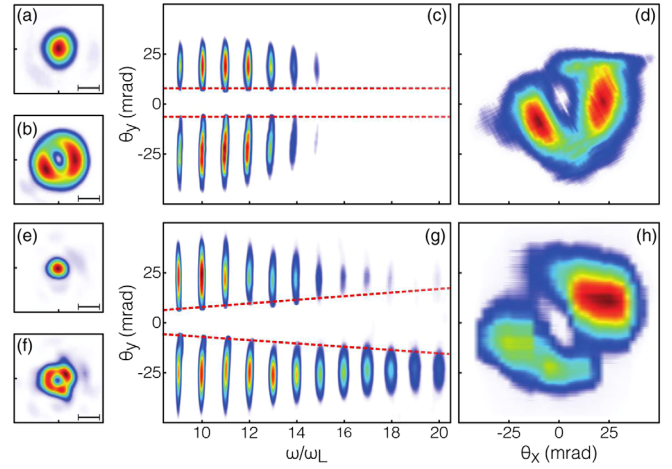 (a)
(b)
(c)
(d)
25
0
-25
θy (mrad)
(e)
(f)
(g)
(h)
25
0
-25
θy (mrad)
10 12 14 16 18 20
ω/ωL
-25 0 25
θx (mrad)